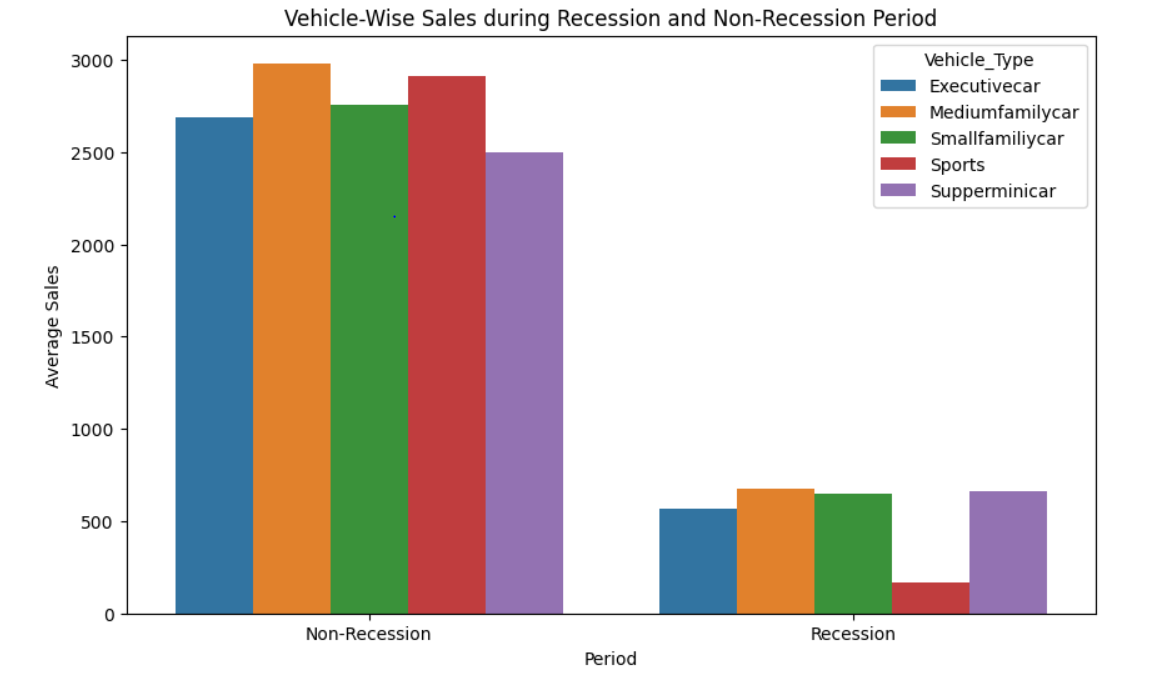 Vehicle-Wise Sales during Recession and Non-Recession Period
Vehicle_Type
Executivecar
Mediumfamilycar
Smallfamiliycar
Sports
Supperminicar
3000
2500
2000
1500
1000
500
0
Average Sales
Non-Recession
Recession
Period